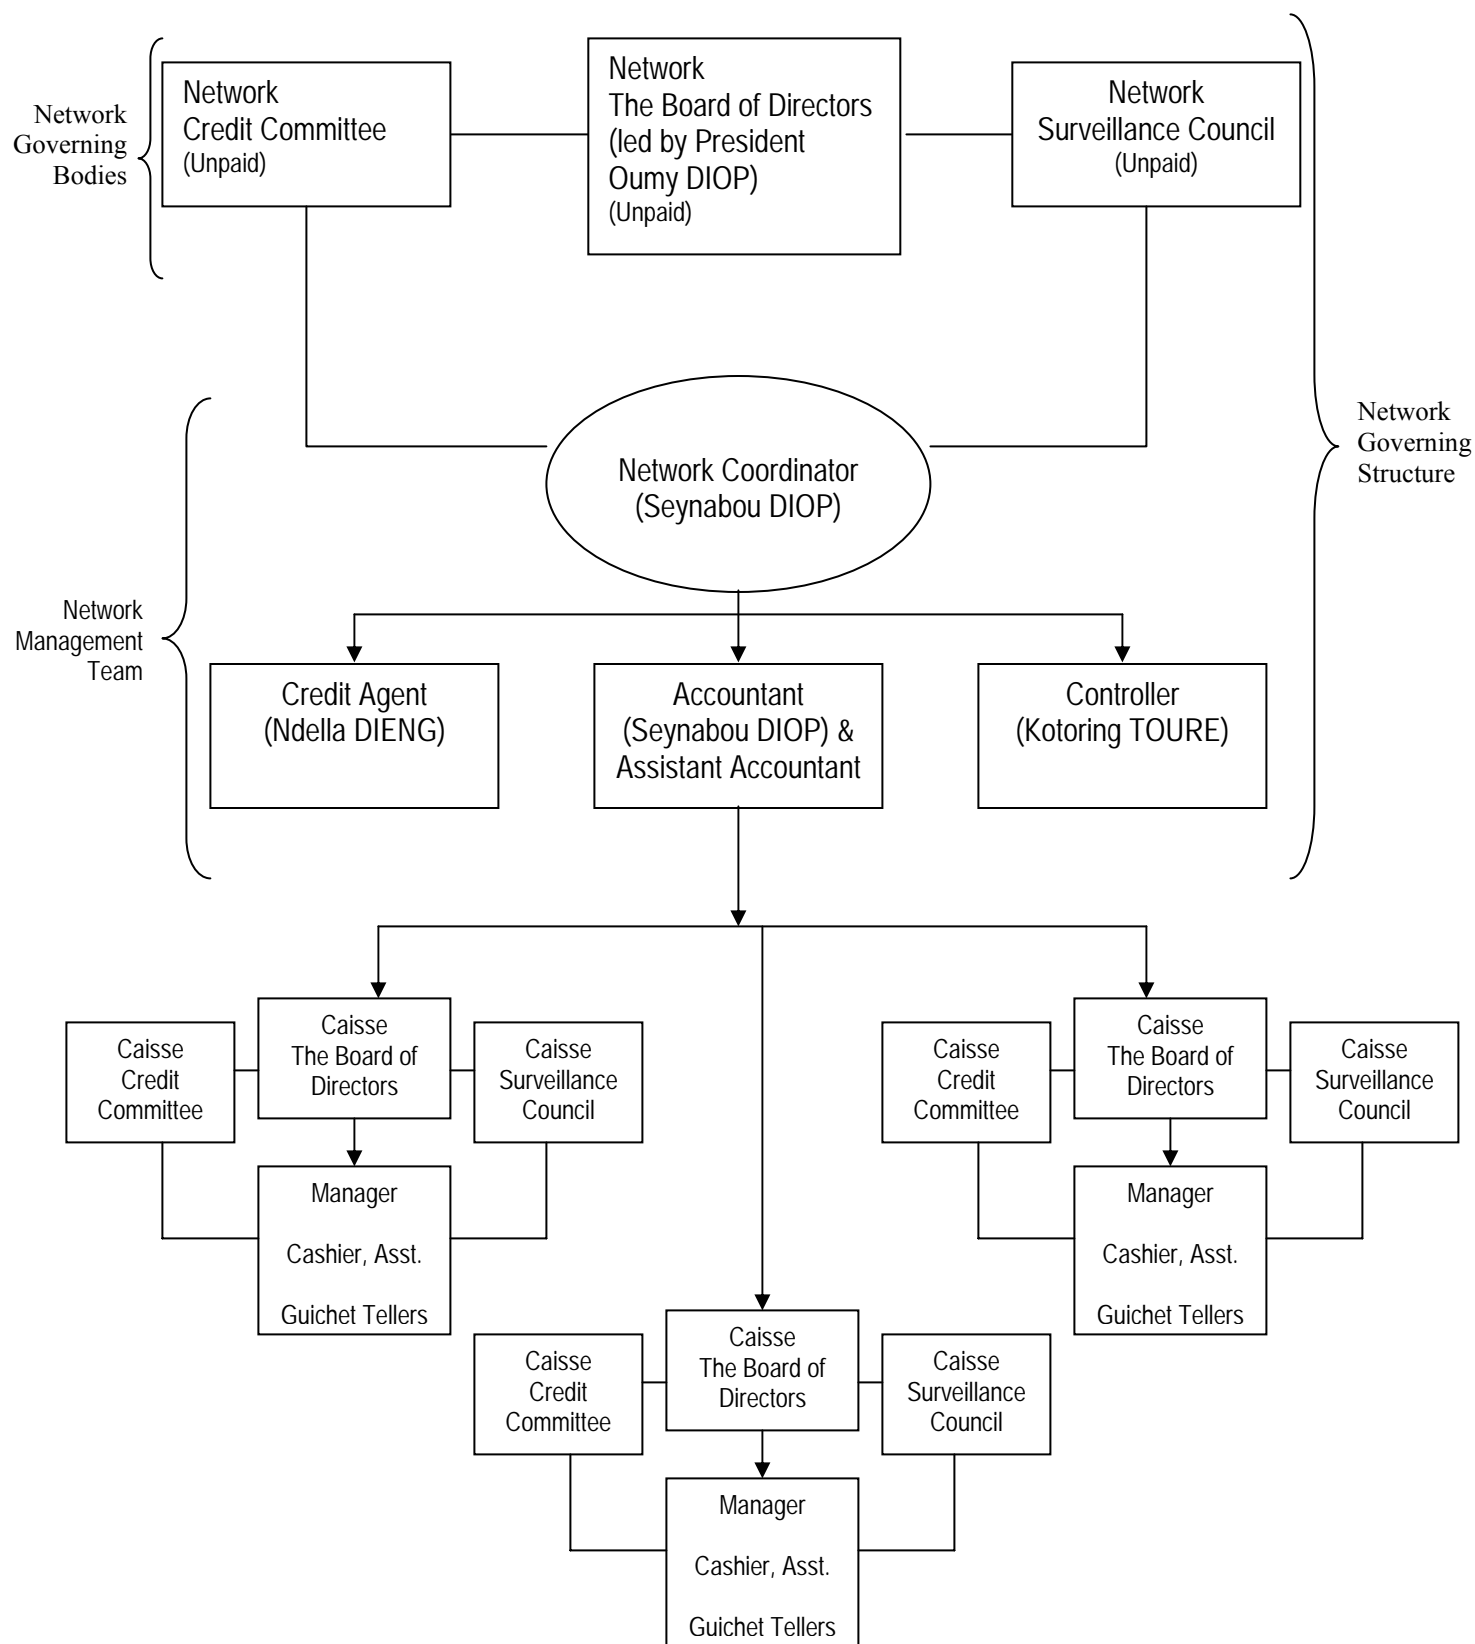 Network
Governing
Bodies
Network
Credit Committee
(Unpaid)
Network
The Board of Directors
(led by President
Oumy DIOP)
(Unpaid)
Network
Surveillance Council
(Unpaid)
Network
Governing
Structure
Network Coordinator
(Seynabou DIOP)
Network
Management
Team
Credit Agent
(Ndella DIENG)
Accountant
(Seynabou DIOP) &
Assistant Accountant
Controller
(Kotoring TOURE)
Caisse
Credit
Committee
Caisse
The Board of
Directors
Caisse
Surveillance
Council
Manager
Cashier, Asst.
Guichet Tellers
Caisse
Credit
Committee
Caisse
The Board of
Directors
Caisse
Surveillance
Council
Manager
Cashier, Asst.
Guichet Tellers
Caisse
Credit
Committee
Caisse
The Board of
Directors
Caisse
Surveillance
Council
Manager
Cashier, Asst.
Guichet Tellers